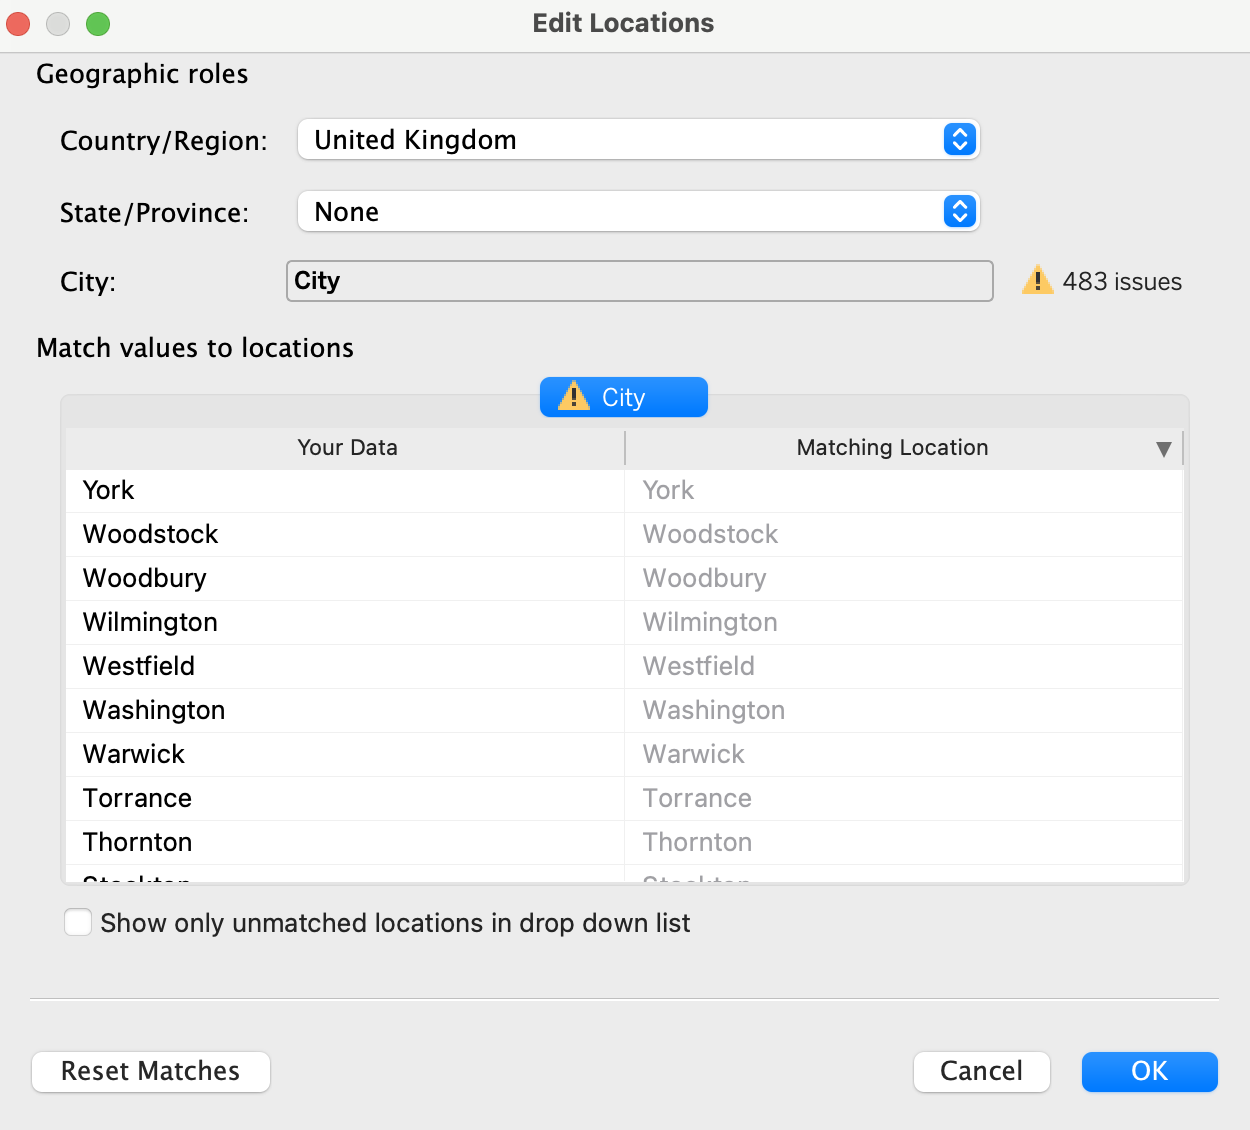 Edit Locations
Geographic roles
Country/Region: United Kingdom
State/Province: None
City: City 483 issues
Match values to locations
City
Your Data Matching Location
York York
Woodstock Woodstock
Woodbury Woodbury
Wilmington Wilmington
Westfield Westfield
Washington Washington
Warwick Warwick
Torrance Torrance
Thornton Thornton
Show only unmatched locations in drop down list
Reset Matches Cancel OK